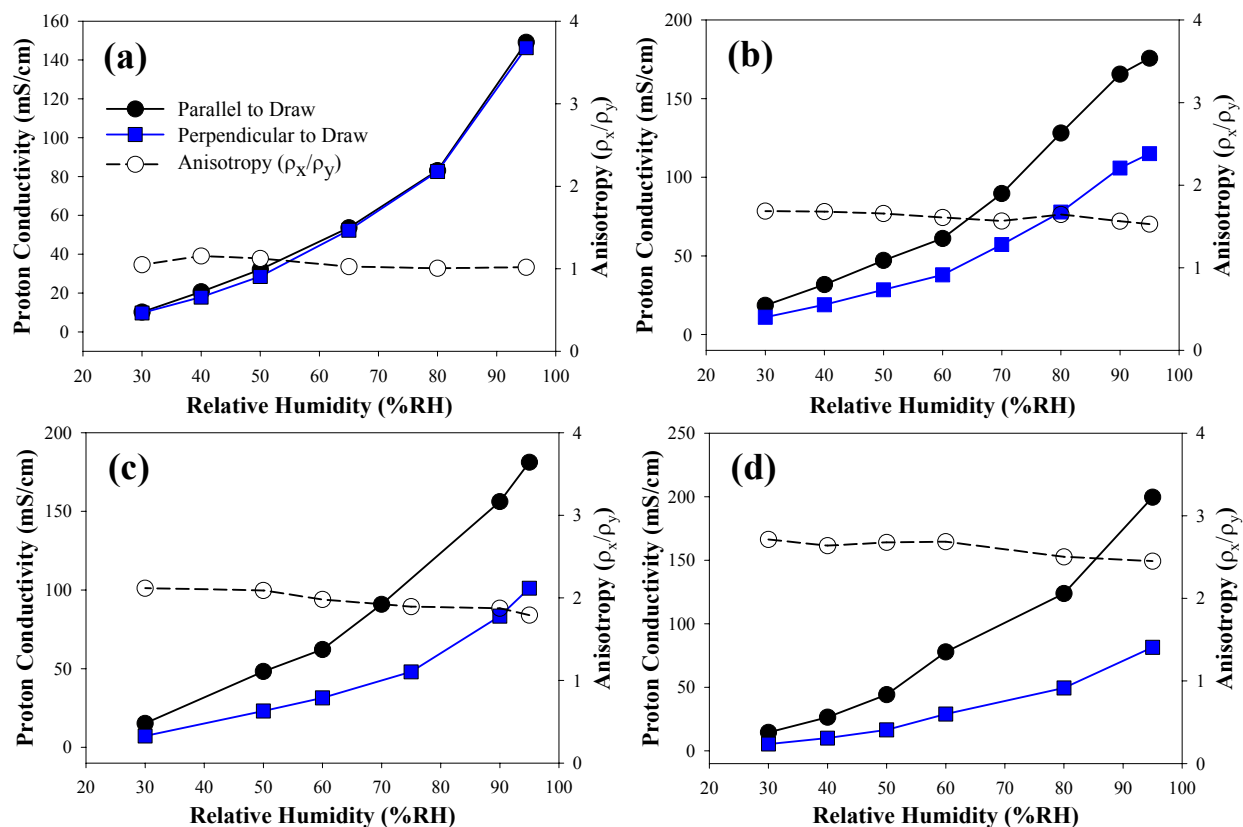 (a)
Proton Conductivity (mS/cm)
160
140
120
100
80
60
40
20
0
Parallel to Draw
Perpendicular to Draw
Anisotropy (ρx/ρy)
4
3
2
1
0
Anisotropy (ρx/ρy)
20 30 40 50 60 70 80 90 100
Relative Humidity (%RH)
(b)
Proton Conductivity (mS/cm)
200
150
100
50
0
4
3
2
1
0
Anisotropy (ρx/ρy)
20 30 40 50 60 70 80 90 100
Relative Humidity (%RH)
(c)
Proton Conductivity (mS/cm)
200
150
100
50
0
4
3
2
1
0
Anisotropy (ρx/ρy)
20 30 40 50 60 70 80 90 100
Relative Humidity (%RH)
(d)
Proton Conductivity (mS/cm)
250
200
150
100
50
0
4
3
2
1
0
Anisotropy (ρx/ρy)
20 30 40 50 60 70 80 90 100
Relative Humidity (%RH)